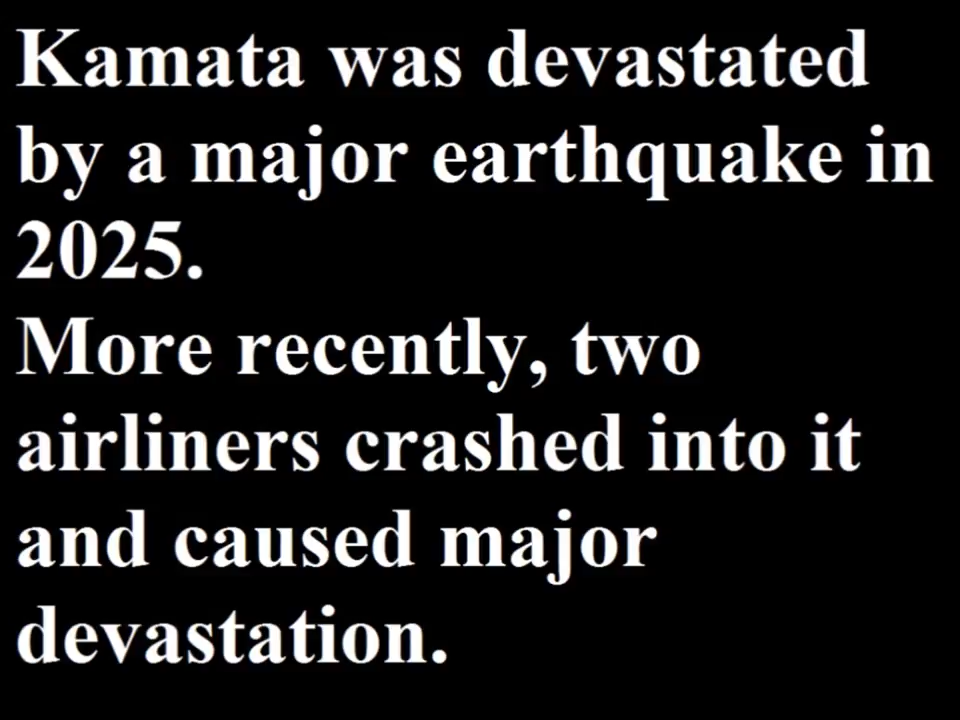 Kamata was devastated
by a major earthquake in
2025.
More recently, two
airliners crashed into it
and caused major
devastation.